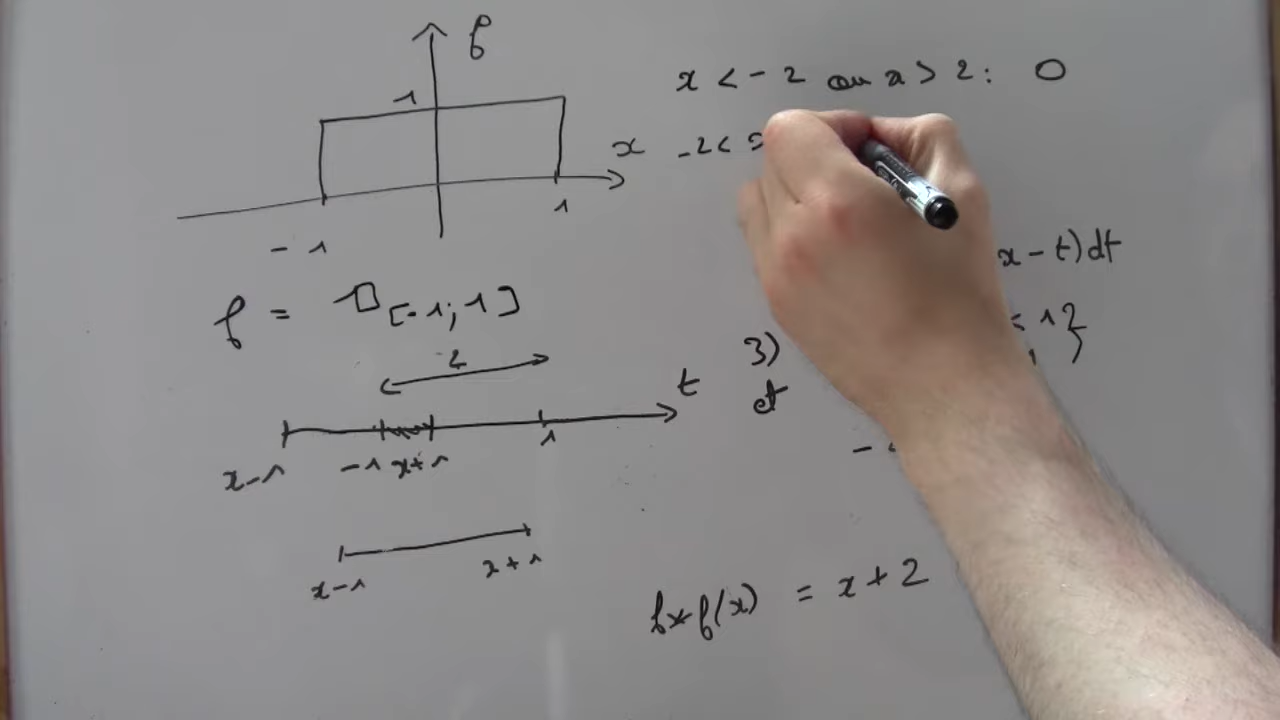 f
1
x
-1 1
f = 1[-1;1]
2
t
x-1 -1 x+1 1
x-1 x+1
x < -2 ou x > 2 : 0
-2 <
x - t) dt
3)
< 1 }
et
f*f(x) = x + 2